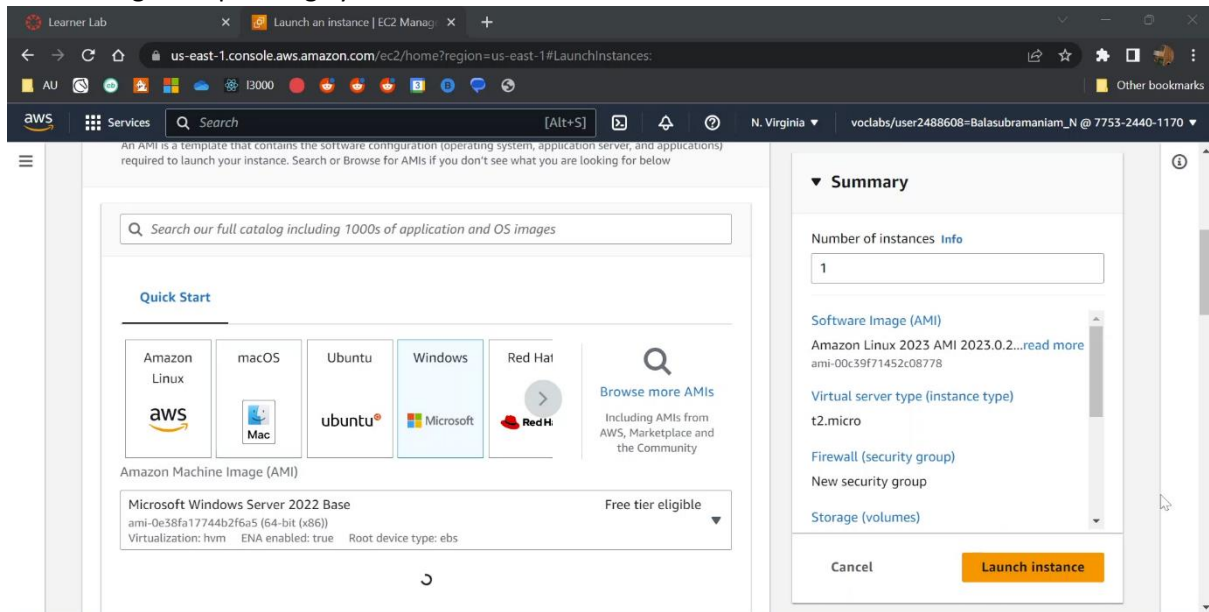 Learner Lab
Launch an instance | EC2 Manag
us-east-1.console.aws.amazon.com/ec2/home?region=us-east-1#LaunchInstances:
AU
I3000
Other bookmarks
aws
Services
Search
[Alt+S]
N. Virginia
voclabs/user2488608=Balasubramaniam_N @ 7753-2440-1170
An AMI is a template that contains the software configuration (operating system, application server, and applications)
required to launch your instance. Search or Browse for AMIs if you don't see what you are looking for below
Search our full catalog including 1000s of application and OS images
Quick Start
Amazon
Linux
aws
macOS
Mac
Ubuntu
ubuntu
Windows
Microsoft
Red Hat
Red H
Browse more AMIs
Including AMIs from
AWS, Marketplace and
the Community
Amazon Machine Image (AMI)
Microsoft Windows Server 2022 Base
Free tier eligible
ami-0e38fa17744b2f6a5 (64-bit (x86))
Virtualization: hvm ENA enabled: true Root device type: ebs
Summary
Number of instances Info
1
Software Image (AMI)
Amazon Linux 2023 AMI 2023.0.2...read more
ami-00c39f71452c08778
Virtual server type (instance type)
t2.micro
Firewall (security group)
New security group
Storage (volumes)
Cancel
Launch instance